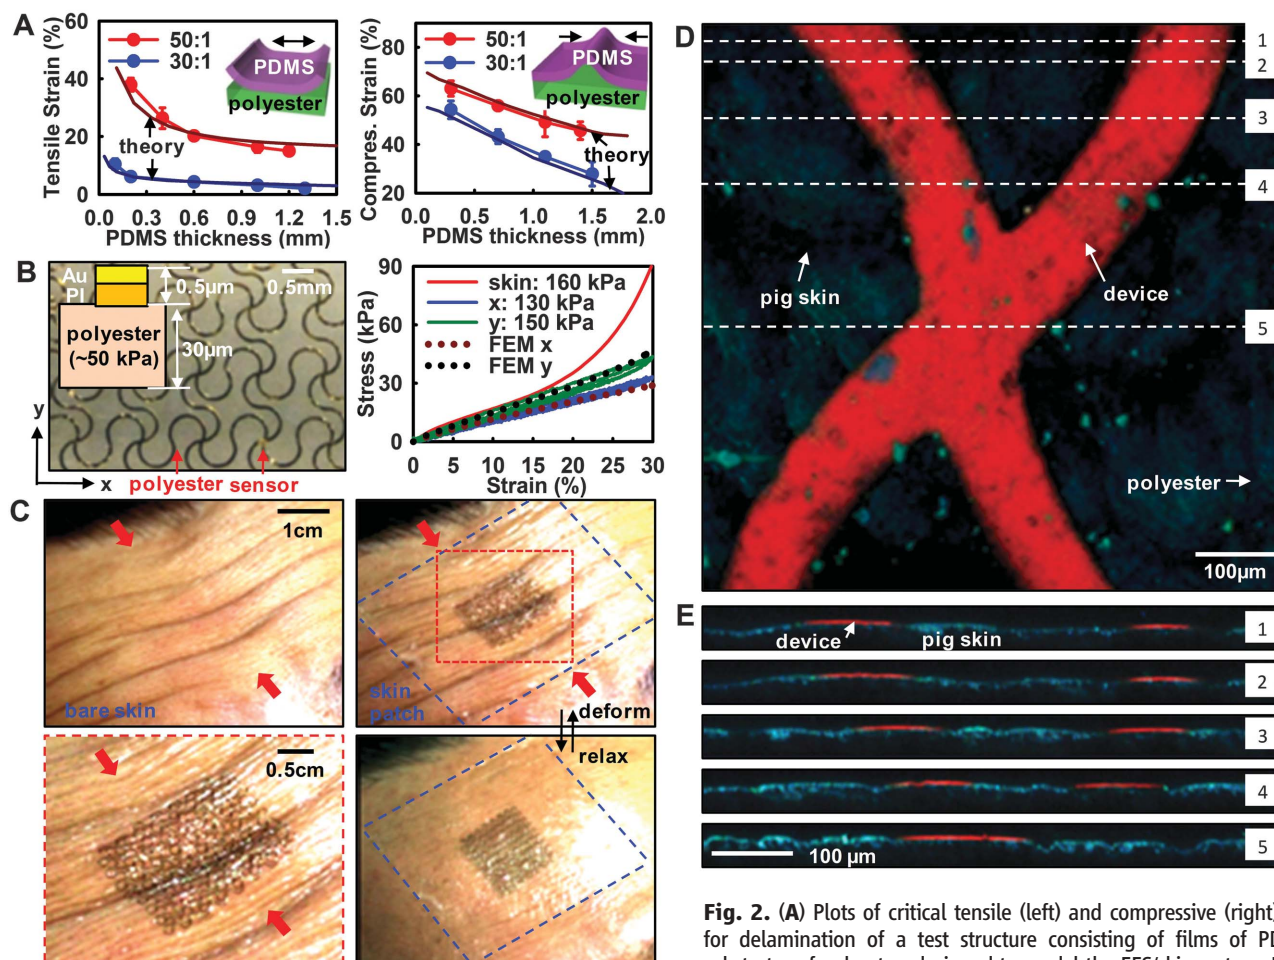 A
60
40
20
0
Tensile Strain (%)
50:1
30:1
PDMS
polyester
theory
0.0 0.3 0.6 0.9 1.2 1.5
PDMS thickness (mm)
80
60
40
20
Compres. Strain (%)
50:1
30:1
PDMS
polyester
theory
0.0 0.5 1.0 1.5 2.0
PDMS thickness (mm)
B
Au
PI
0.5μm
0.5mm
polyester
(~50 kPa)
30μm
y
x
polyester sensor
90
60
30
0
Stress (kPa)
skin: 160 kPa
x: 130 kPa
y: 150 kPa
FEM x
FEM y
0 5 10 15 20 25 30
Strain (%)
C
1cm
bare skin
skin
patch
deform
relax
0.5cm
D
1
2
3
4
5
pig skin
device
polyester
100μm
E
device
pig skin
1
2
3
4
5
100 μm
Fig. 2. (A) Plots of critical tensile (left) and compressive (right)
for delamination of a test structure consisting of films of PD